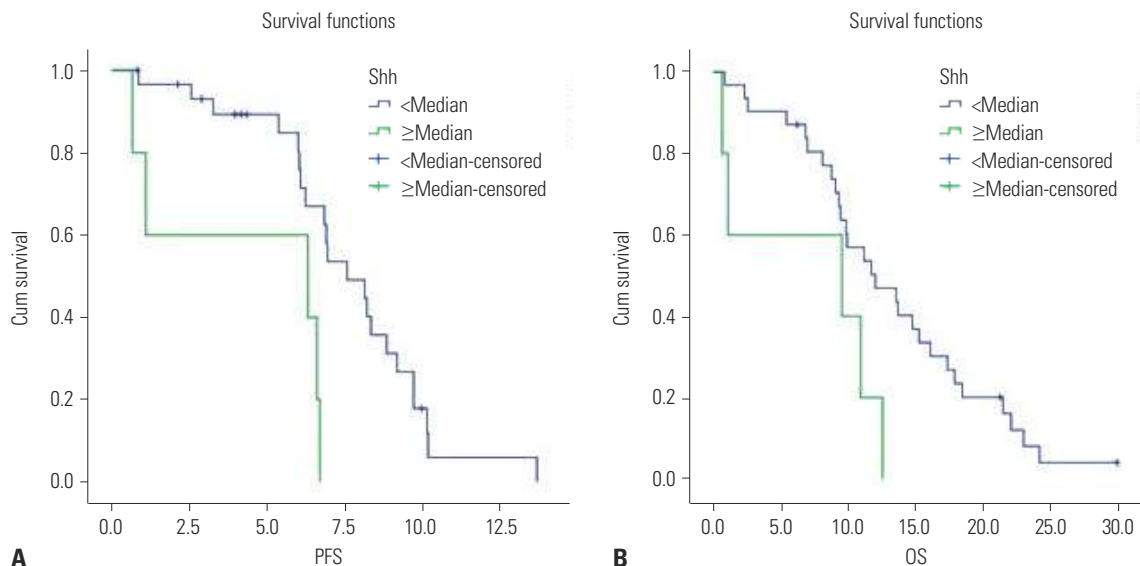 Survival functions
Shh
<Median
≥Median
<Median-censored
≥Median-censored
Cum survival
1.0
0.8
0.6
0.4
0.2
0.0
0.0 2.5 5.0 7.5 10.0 12.5
PFS
A
Survival functions
Shh
<Median
≥Median
<Median-censored
≥Median-censored
Cum survival
1.0
0.8
0.6
0.4
0.2
0.0
0.0 5.0 10.0 15.0 20.0 25.0 30.0
OS
B